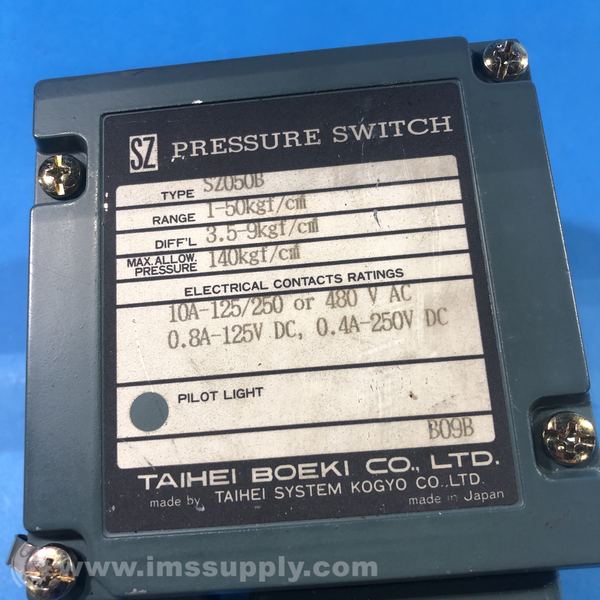 SZ PRESSURE SWITCH
TYPE SZ050B
RANGE 1-50kgf/c㎡
DIFF'L 3.5-9kgf/c㎡
MAX. ALLOW. PRESSURE 140kgf/c㎡
ELECTRICAL CONTACTS RATINGS
10A-125/250 or 480 V AC
0.8A-125V DC, 0.4A-250V DC
PILOT LIGHT
B09B
TAIHEI BOEKI CO., LTD.
made by TAIHEI SYSTEM KOGYO CO., LTD.
made in Japan
© www.imssupply.com